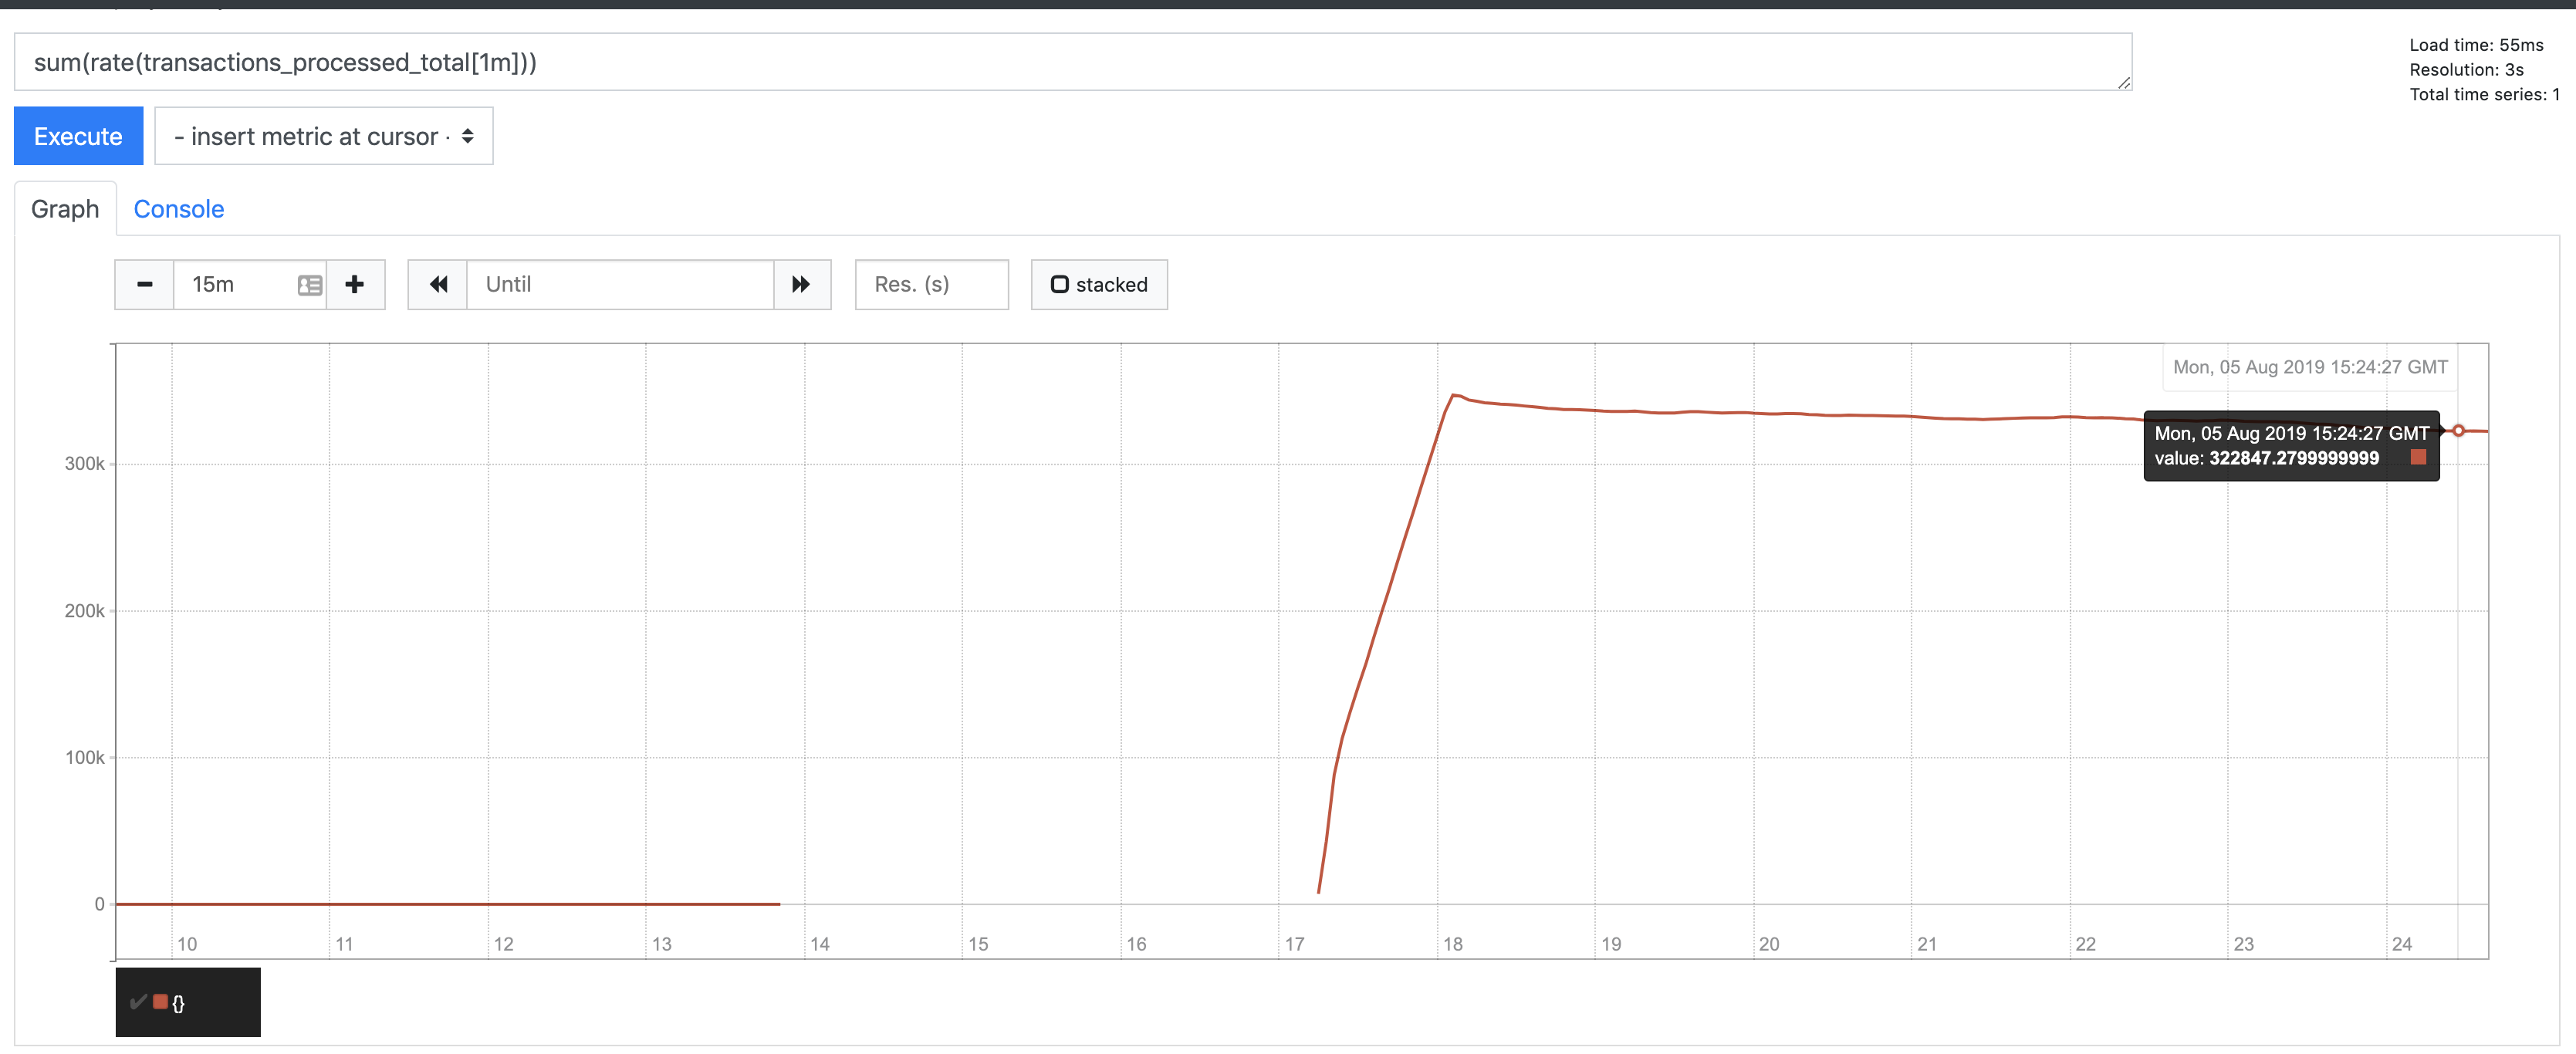 sum(rate(transactions_processed_total[1m]))
Load time: 55ms
Resolution: 3s
Total time series: 1
Execute
- insert metric at cursor -
Graph
Console
15m
Until
Res. (s)
stacked
Mon, 05 Aug 2019 15:24:27 GMT
Mon, 05 Aug 2019 15:24:27 GMT
value: 322847.2799999999
300k
200k
100k
0
10 11 12 13 14 15 16 17 18 19 20 21 22 23 24
✔ {}